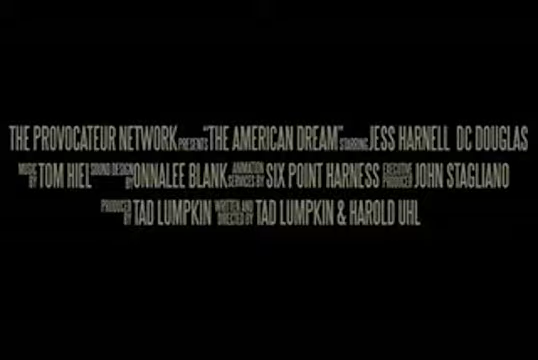 THE PROVOCATEUR NETWORK PRESENTS "THE AMERICAN DREAM" STARRING JESS HARNELL DC DOUGLAS
MUSIC BY TOM HIEL SOUND DESIGN BY ONNALEE BLANK ANIMATION SERVICES BY SIX POINT HARNESS EXECUTIVE PRODUCER JOHN STAGLIANO
PRODUCED BY TAD LUMPKIN WRITTEN AND DIRECTED BY TAD LUMPKIN & HAROLD UHL